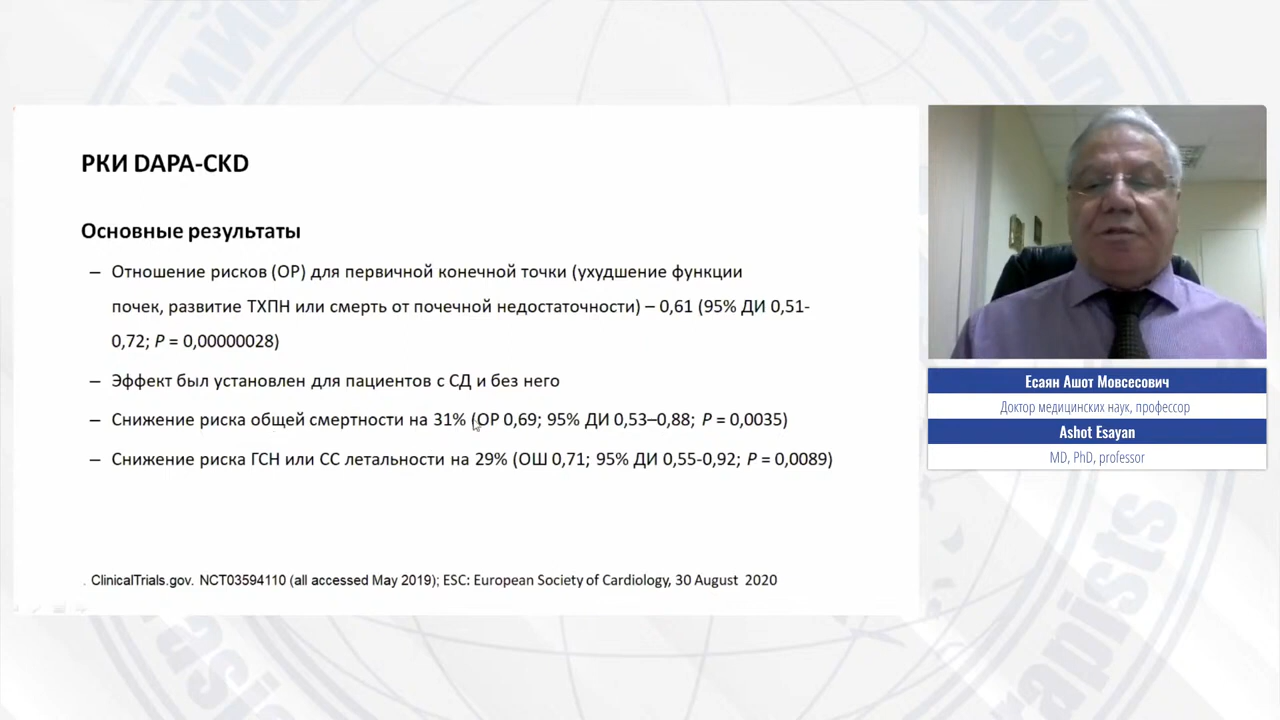 РКИ DAPA-CKD
Основные результаты
– Отношение рисков (ОР) для первичной конечной точки (ухудшение функции
почек, развитие ТХПН или смерть от почечной недостаточности) – 0,61 (95% ДИ 0,51-
0,72; P = 0,00000028)
– Эффект был установлен для пациентов с СД и без него
– Снижение риска общей смертности на 31% (ОР 0,69; 95% ДИ 0,53–0,88; P = 0,0035)
– Снижение риска ГСН или СС летальности на 29% (ОШ 0,71; 95% ДИ 0,55-0,92; P = 0,0089)
. ClinicalTrials.gov. NCT03594110 (all accessed May 2019); ESC: European Society of Cardiology, 30 August 2020
Есаян Ашот Мовсесович
Доктор медицинских наук, профессор
Ashot Esayan
MD, PhD, professor